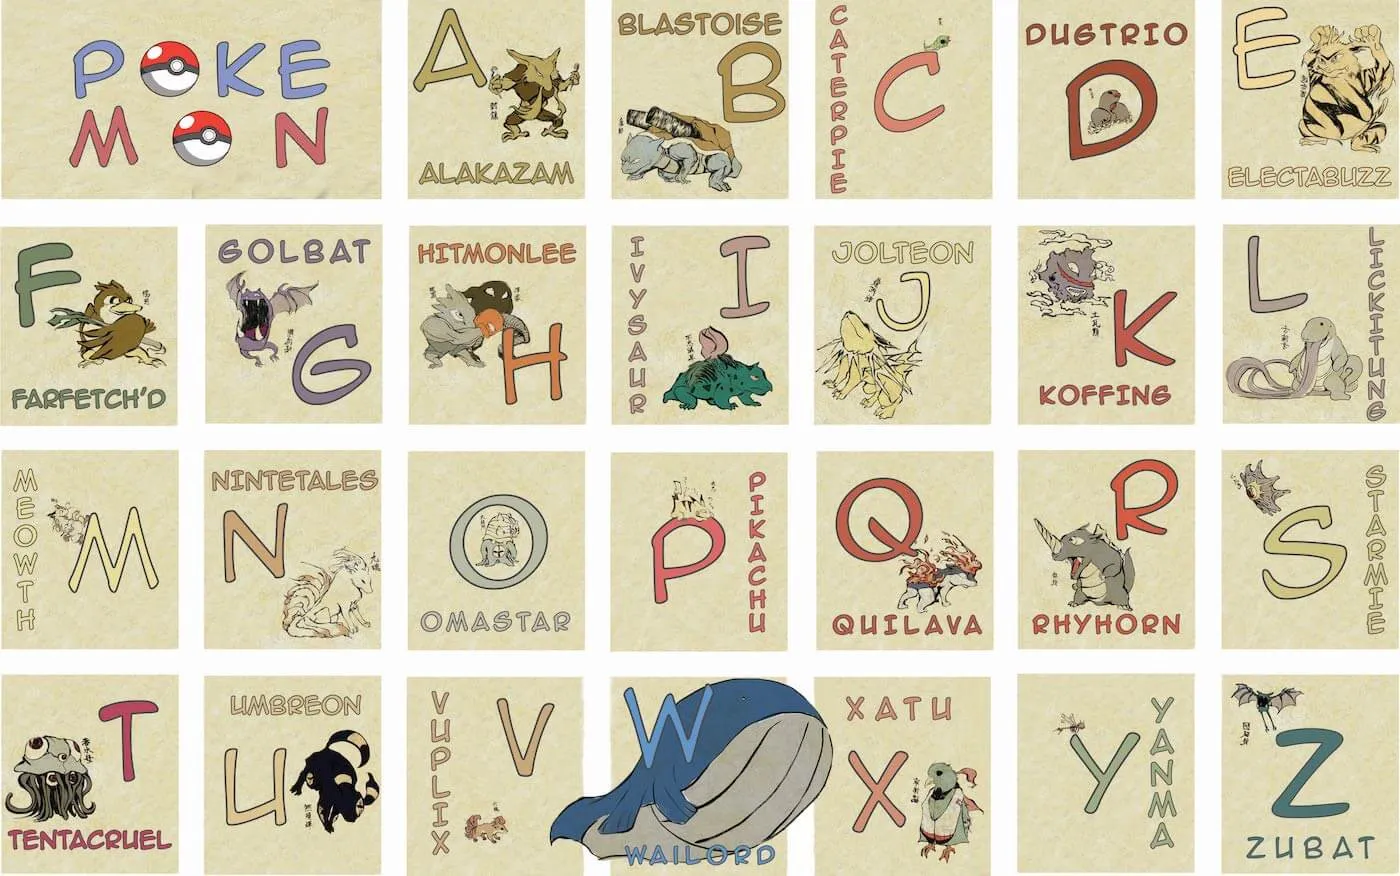 POKE
MON
A
ALAKAZAM
BLASTOISE
B
CATERPIE
C
DUGTRIO
D
E
ELECTABUZZ
F
FARFETCH'D
GOLBAT
G
HITMONLEE
H
IVYSAUR
I
JOLTEON
J
K
KOFFING
L
LICKITUNG
MEOWTH
M
NINTETALES
N
O
OMASTAR
P
PIKACHU
Q
QUILAVA
R
RHYHORN
S
STARMIE
T
TENTACRUEL
UMBREON
U
VUPLIX
V
W
WAILORD
XATU
X
Y
YANMA
Z
ZUBAT